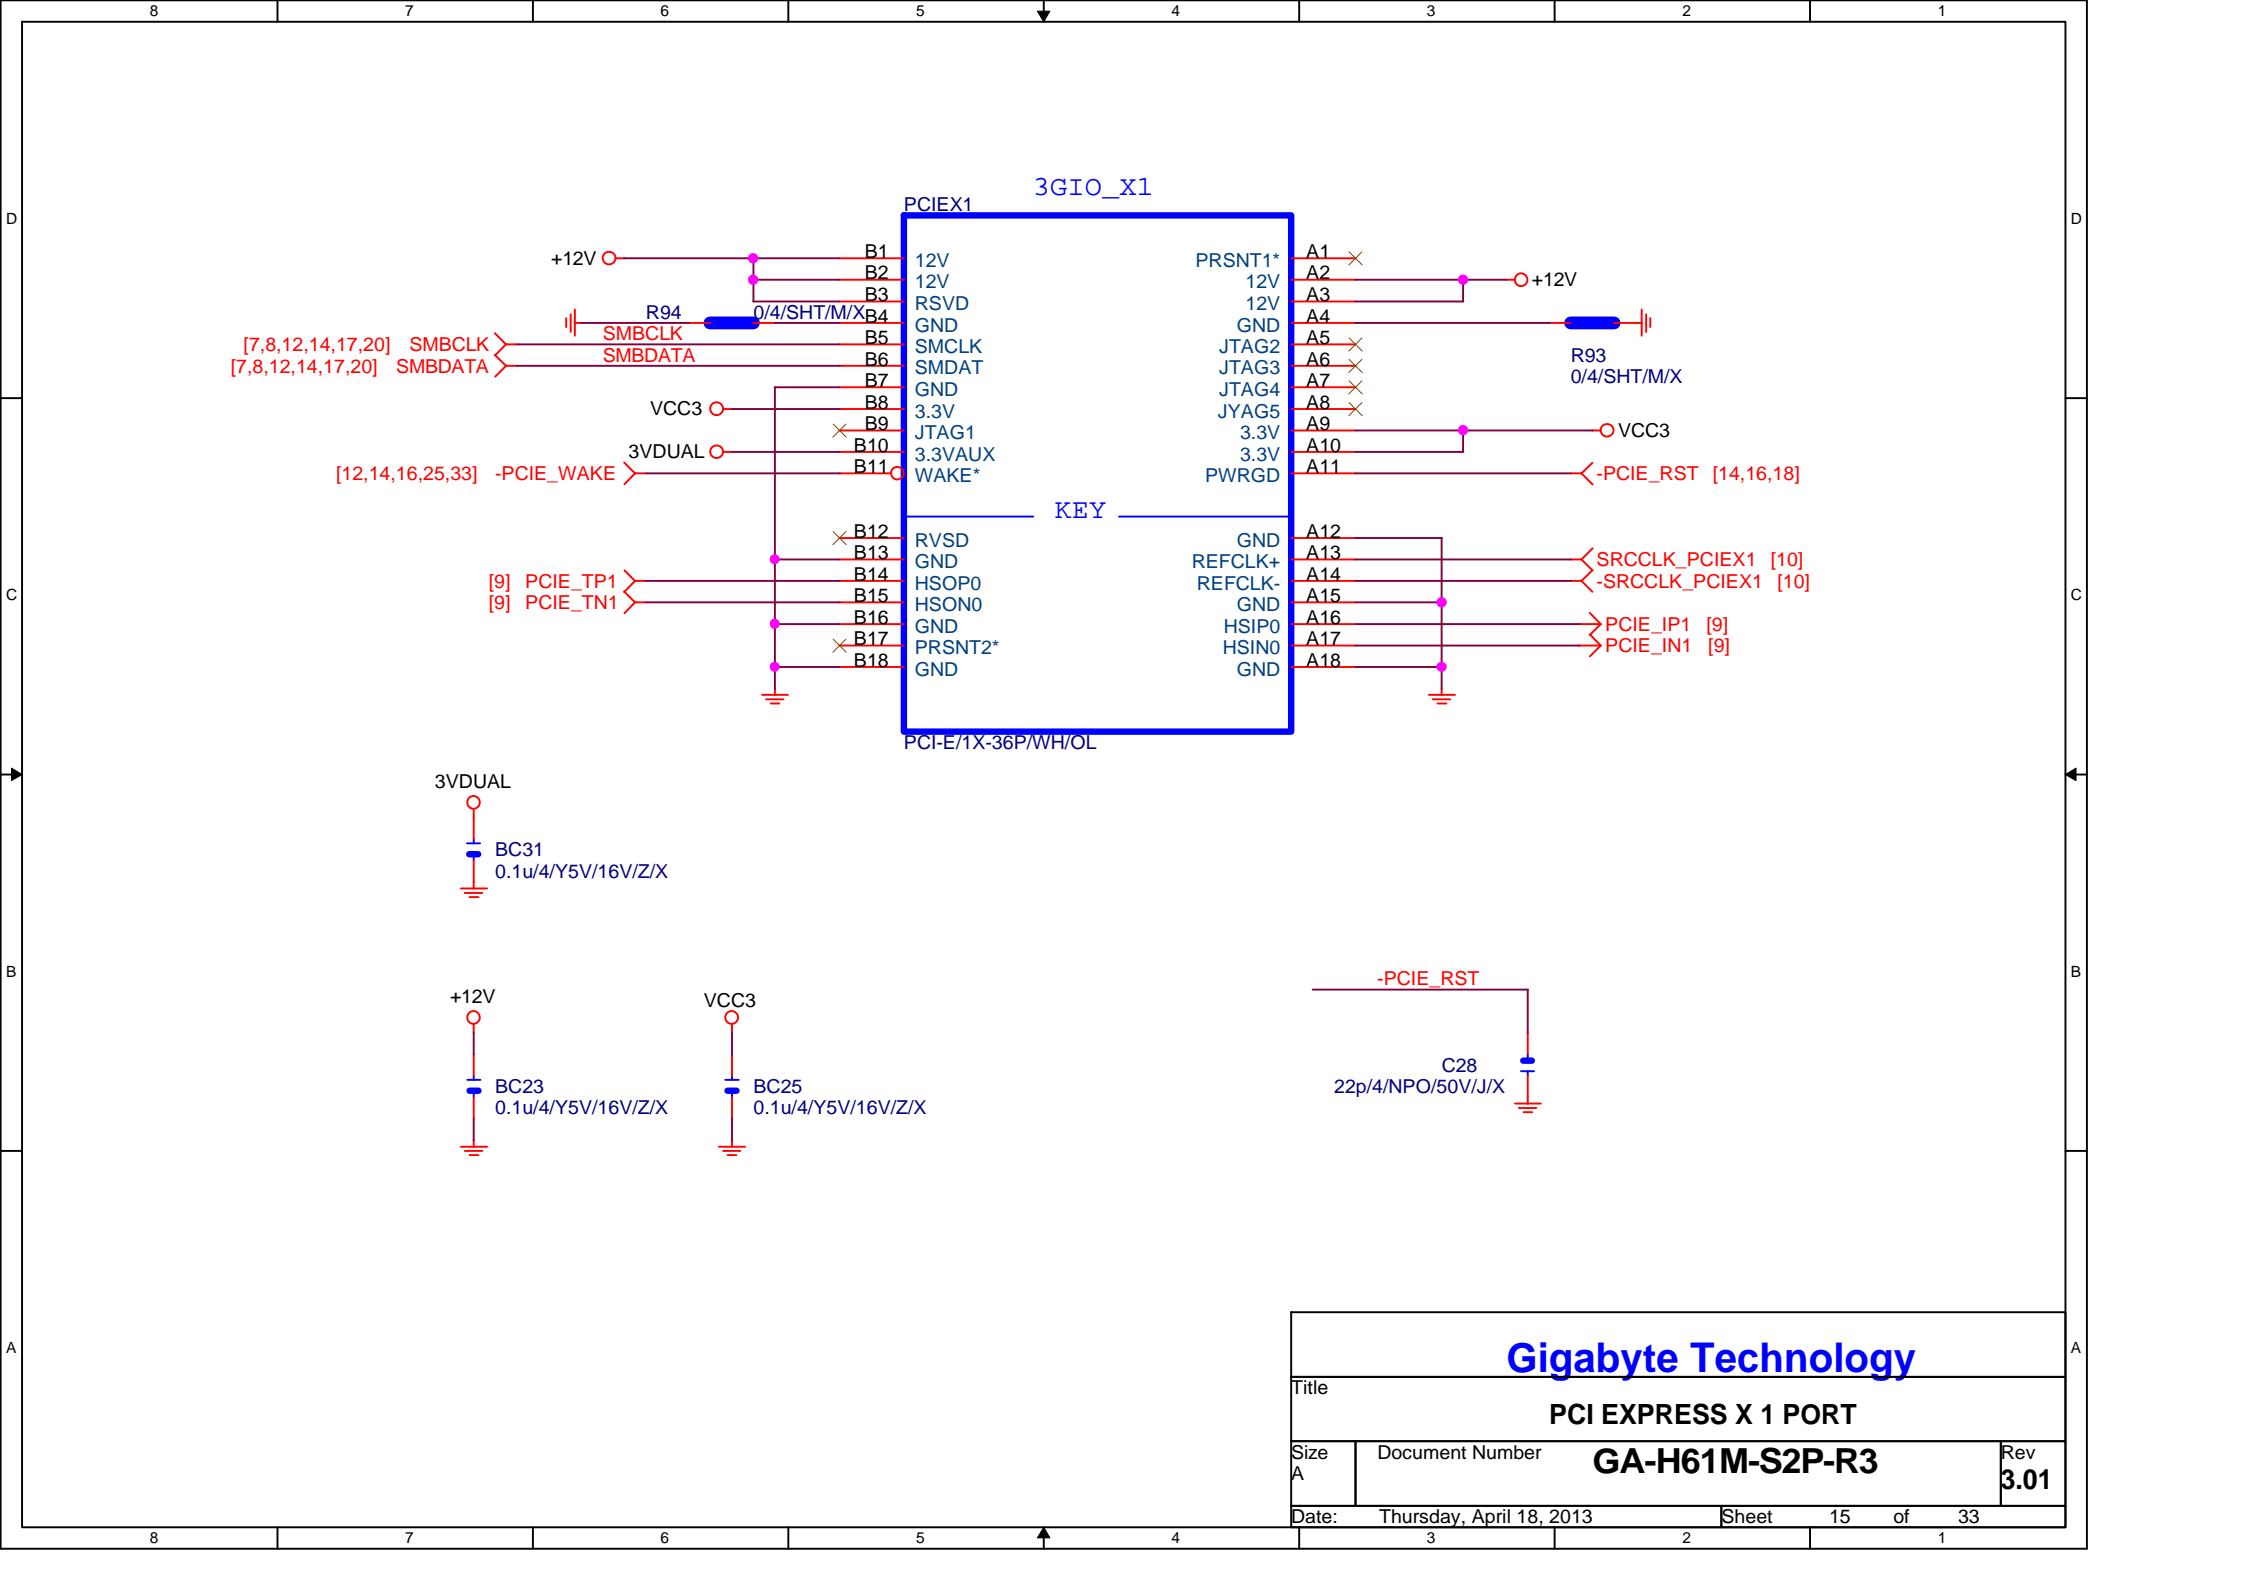 8 7 6 5 4 3 2 1
D D
C C
B B
A A
3GIO_X1
PCIEX1
+12V B1 12V PRSNT1* A1
B2 12V 12V A2 +12V
B3 RSVD 12V A3
R94 0/4/SHT/M/X B4 GND GND A4
[7,8,12,14,17,20] SMBCLK SMBCLK B5 SMCLK JTAG2 A5
[7,8,12,14,17,20] SMBDATA SMBDATA B6 SMDAT JTAG3 A6
R93
0/4/SHT/M/X
B7 GND JTAG4 A7
VCC3 B8 3.3V JYAG5 A8
B9 JTAG1 3.3V A9 VCC3
3VDUAL B10 3.3VAUX 3.3V A10
[12,14,16,25,33] -PCIE_WAKE B11 WAKE* PWRGD A11 -PCIE_RST [14,16,18]
KEY
B12 RVSD GND A12
B13 GND REFCLK+ A13 SRCCLK_PCIEX1 [10]
[9] PCIE_TP1 B14 HSOP0 REFCLK- A14 -SRCCLK_PCIEX1 [10]
[9] PCIE_TN1 B15 HSON0 GND A15
B16 GND HSIP0 A16 PCIE_IP1 [9]
B17 PRSNT2* HSIN0 A17 PCIE_IN1 [9]
B18 GND GND A18
PCI-E/1X-36P/WH/OL
3VDUAL
BC31
0.1u/4/Y5V/16V/Z/X
+12V
BC23
0.1u/4/Y5V/16V/Z/X
VCC3
BC25
0.1u/4/Y5V/16V/Z/X
-PCIE_RST
C28
22p/4/NPO/50V/J/X
Gigabyte Technology
Title
PCI EXPRESS X 1 PORT
Size Document Number GA-H61M-S2P-R3 Rev
A 3.01
Date: Thursday, April 18, 2013 Sheet 15 of 33
8 7 6 5 4 3 2 1